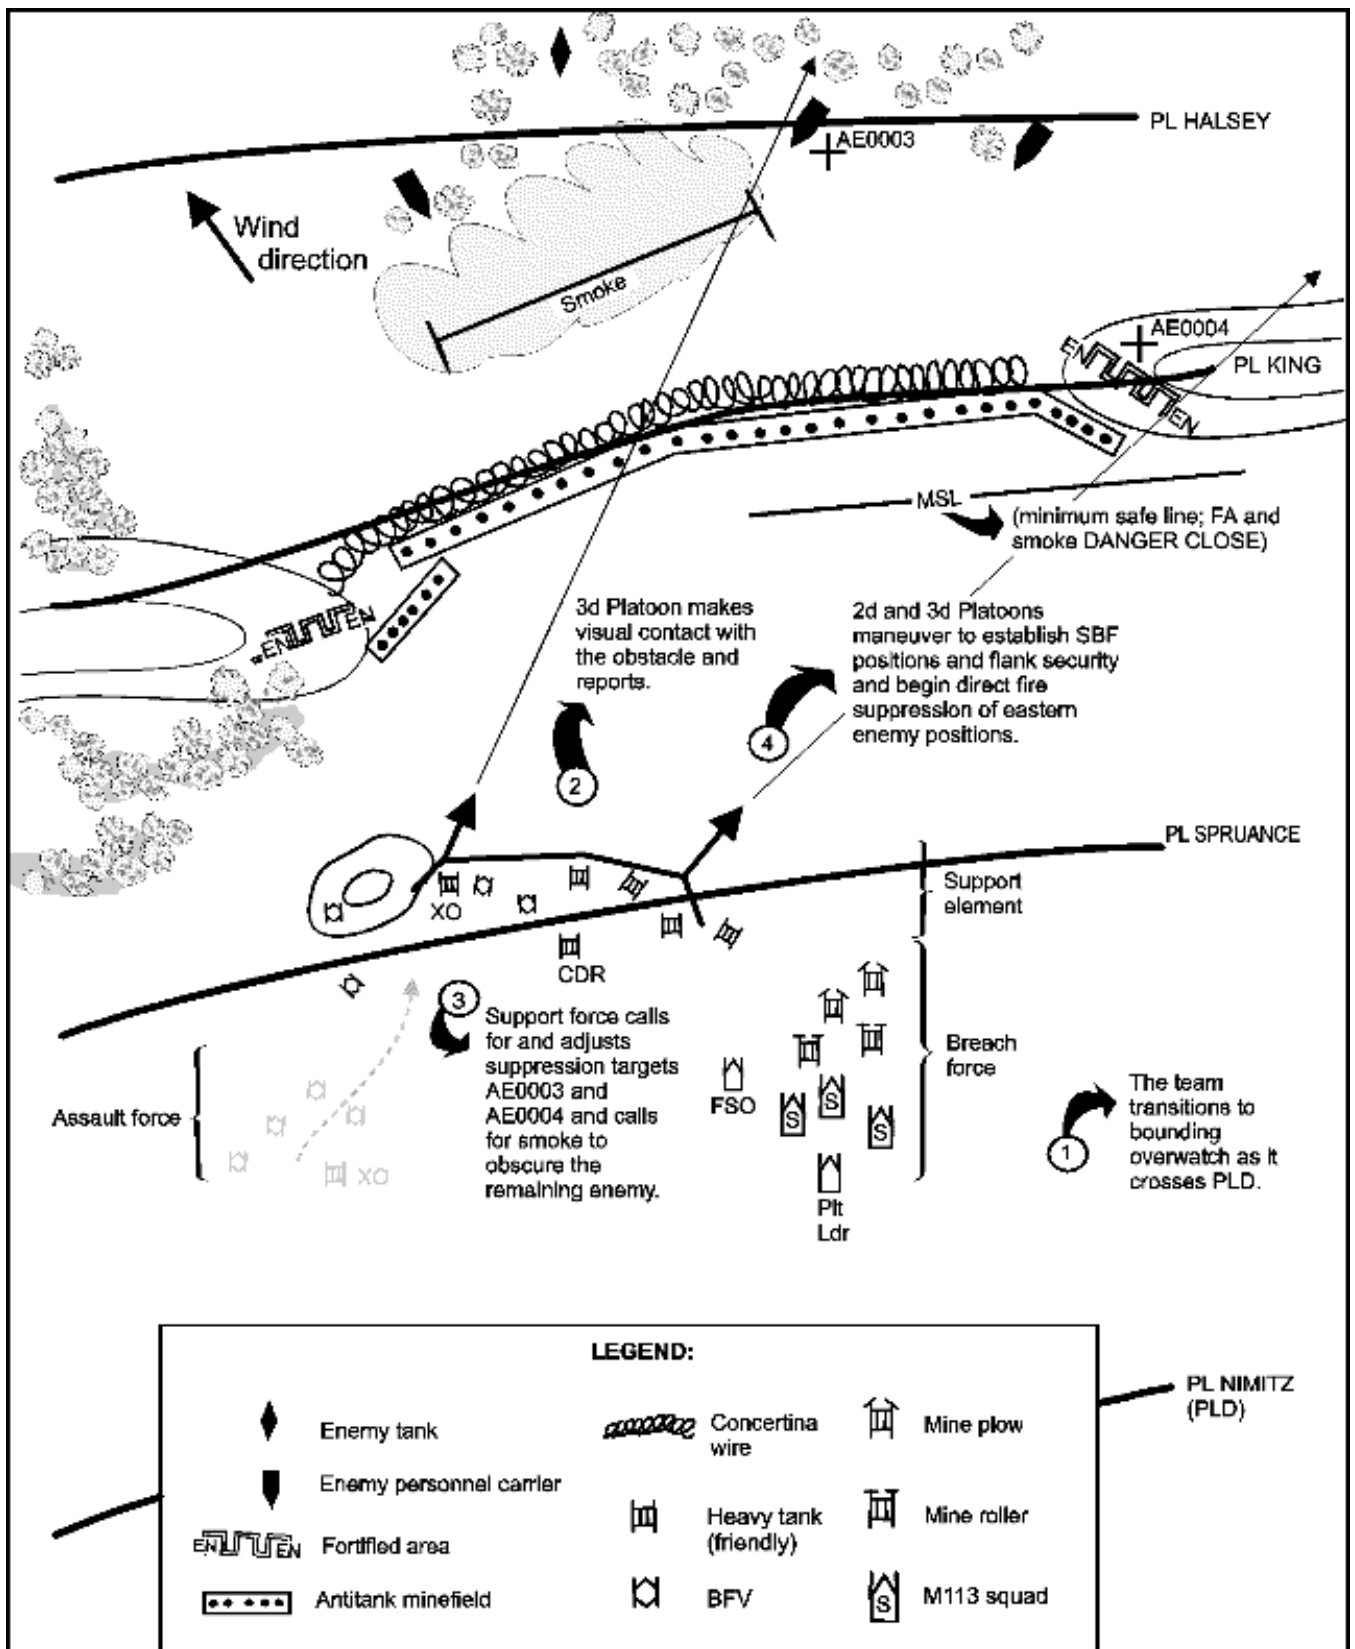 PL HALSEY
AE0003
Wind
direction
Smoke
AE0004
EN
EN
PL KING
MSL
(minimum safe line; FA and
smoke DANGER CLOSE)
EN
EN
3d Platoon makes
visual contact with
the obstacle and
reports.
2
2d and 3d Platoons
maneuver to establish SBF
positions and flank security
and begin direct fire
suppression of eastern
enemy positions.
4
PL SPRUANCE
Support
element
XO
CDR
3
Support force calls
for and adjusts
suppression targets
AE0003 and
AE0004 and calls
for smoke to
obscure the
remaining enemy.
Assault force
XO
FSO
S
S
S
Plt
Ldr
Breach
force
1
The team
transitions to
bounding
overwatch as it
crosses PLD.
LEGEND:
Enemy tank
Enemy personnel carrier
EN EN
Fortified area
Antitank minefield
Concertina
wire
Heavy tank
(friendly)
BFV
Mine plow
Mine roller
S
M113 squad
PL NIMITZ
(PLD)